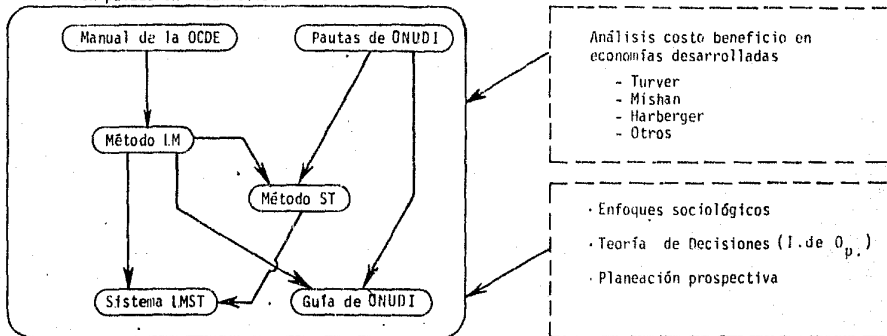 Manual de la OCDE
Pautas de ONUDI
Método LM
Método ST
Sistema LMST
Guía de ONUDI
Análisis costo beneficio en
economías desarrolladas
- Turver
- Mishan
- Harberger
- Otros
· Enfoques sociológicos
· Teoría de Decisiones (I.de Op.)
· Planeación prospectiva